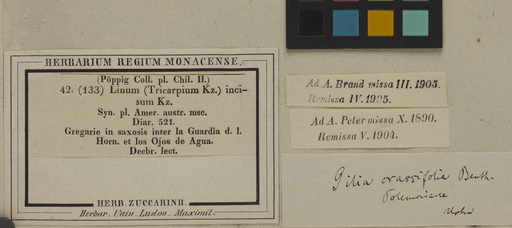 HERBARIUM REGIUM MONACENSE.
(Pöppig Coll. pl. Chil. II.)
42. (133) Linum (Tricarpium Kz.) inci-
sum Kz.
Syn. pl. Amer. austr. msc.
Diar. 521.
Gregarie in saxosis inter la Guardia d. l.
Horn. et los Ojos de Agua.
Decbr. lect.
HERB. ZUCCARINII.
Herbar. Univ. Ludov. Maximil.
Ad A. Brand missa III. 1905.
Remissa IV. 1905.
Ad A. Peter missa X. 1890.
Remissa V. 1904.
Gilia crassifolia Benth.
Polemoniaceae